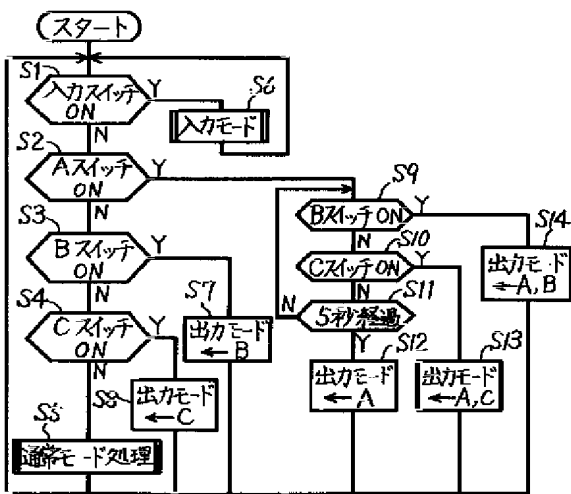 スタート
S1
入力スイッチ
ON
Y
N
S6
入力モード
S2
Aスイッチ
ON
Y
N
S3
Bスイッチ
ON
Y
N
S4
Cスイッチ
ON
Y
N
S5
通常モード処理
S7
出力モード
←B
S8
出力モード
←C
S9
BスイッチON
Y
N
S10
CスイッチON
Y
N
S11
5秒経過
N
Y
S12
出力モード
←A
S13
出力モード
←A,C
S14
出力モード
←A,B